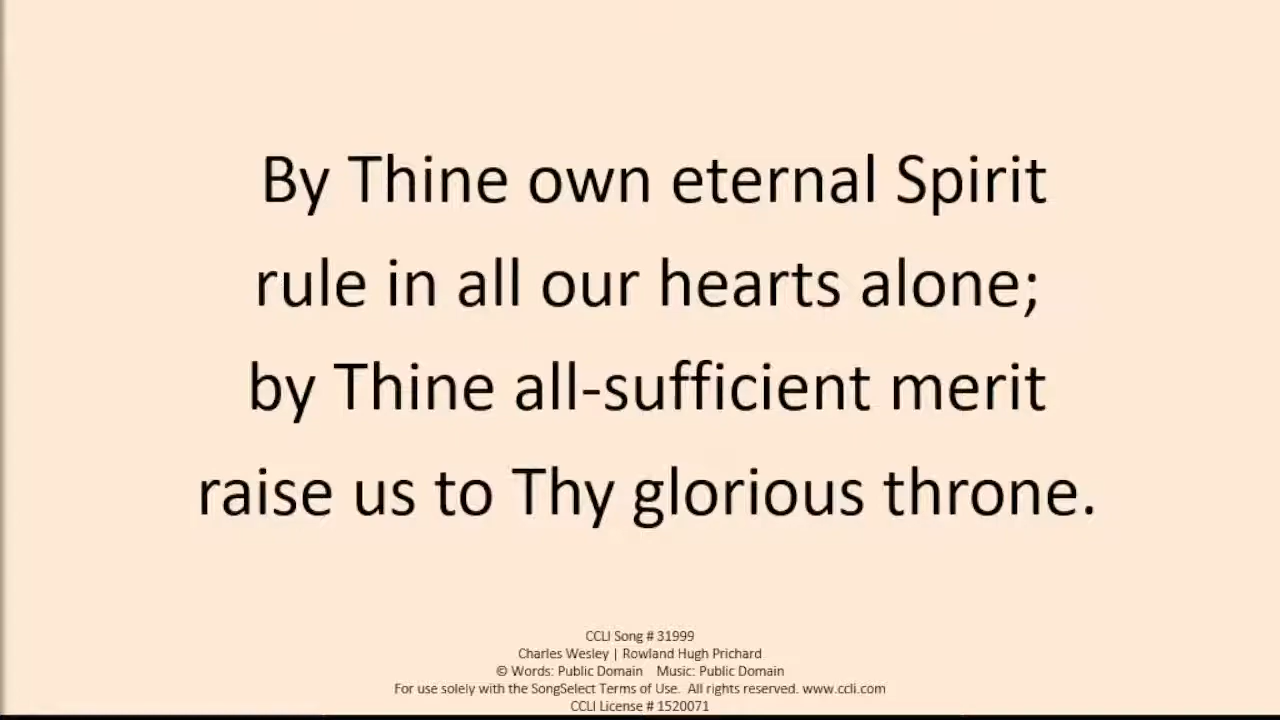 By Thine own eternal Spirit
rule in all our hearts alone;
by Thine all-sufficient merit
raise us to Thy glorious throne.
CCLI Song # 31999
Charles Wesley | Rowland Hugh Prichard
© Words: Public Domain Music: Public Domain
For use solely with the SongSelect Terms of Use. All rights reserved. www.ccli.com
CCLI License # 1520071